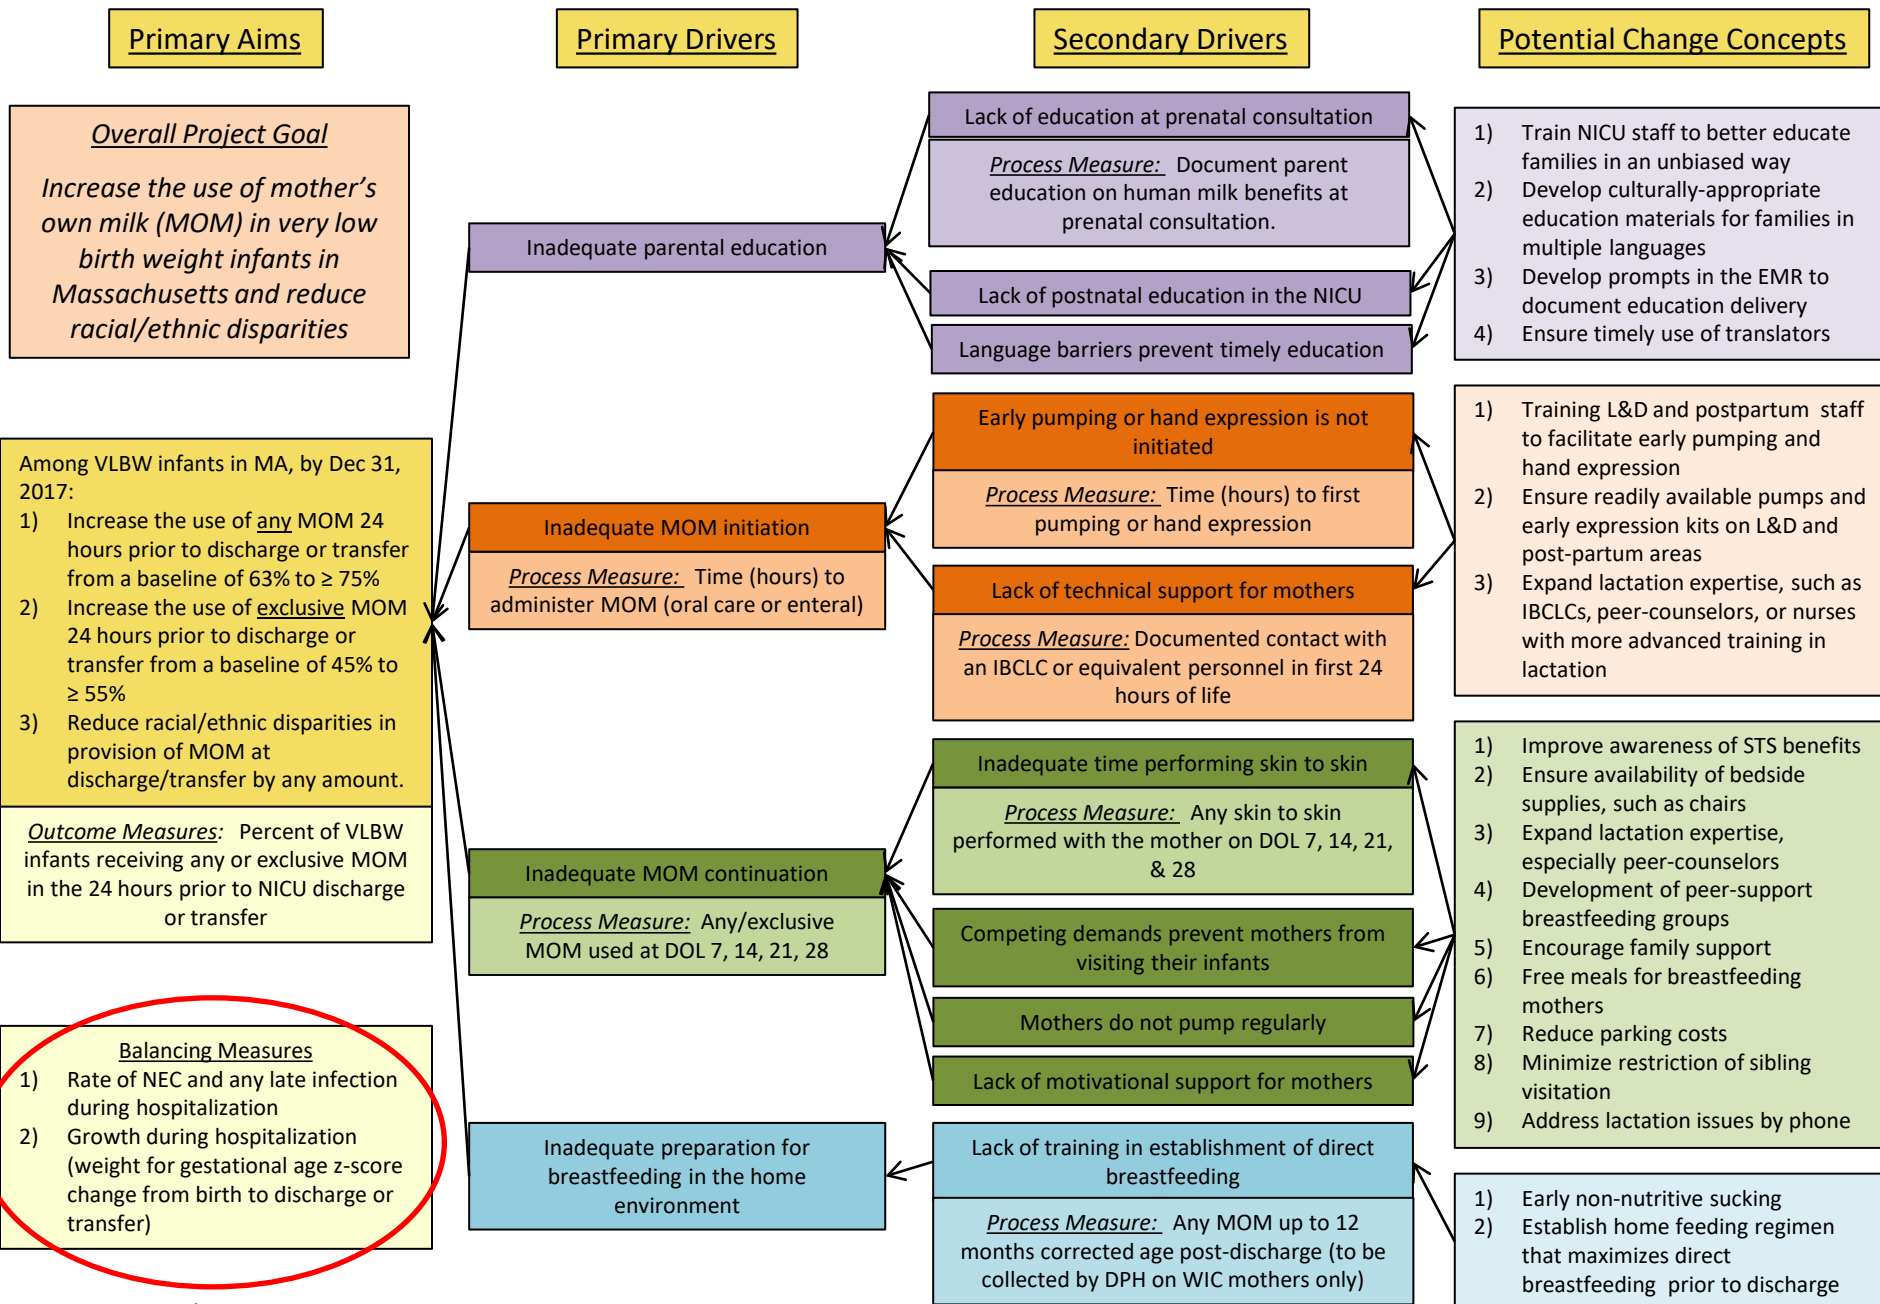 Primary Aims
Primary Drivers
Secondary Drivers
Potential Change Concepts
Overall Project Goal
Increase the use of mother's
own milk (MOM) in very low
birth weight infants in
Massachusetts and reduce
racial/ethnic disparities
Among VLBW infants in MA, by Dec 31,
2017:
1) Increase the use of any MOM 24
hours prior to discharge or transfer
from a baseline of 63% to ≥ 75%
2) Increase the use of exclusive MOM
24 hours prior to discharge or
transfer from a baseline of 45% to
≥ 55%
3) Reduce racial/ethnic disparities in
provision of MOM at
discharge/transfer by any amount.
Outcome Measures: Percent of VLBW
infants receiving any or exclusive MOM
in the 24 hours prior to NICU discharge
or transfer
Balancing Measures
1) Rate of NEC and any late infection
during hospitalization
2) Growth during hospitalization
(weight for gestational age z-score
change from birth to discharge or
transfer)
Inadequate parental education
Inadequate MOM initiation
Process Measure: Time (hours) to
administer MOM (oral care or enteral)
Inadequate MOM continuation
Process Measure: Any/exclusive
MOM used at DOL 7, 14, 21, 28
Inadequate preparation for
breastfeeding in the home
environment
Lack of education at prenatal consultation
Process Measure: Document parent
education on human milk benefits at
prenatal consultation.
Lack of postnatal education in the NICU
Language barriers prevent timely education
Early pumping or hand expression is not
initiated
Process Measure: Time (hours) to first
pumping or hand expression
Lack of technical support for mothers
Process Measure: Documented contact with
an IBCLC or equivalent personnel in first 24
hours of life
Inadequate time performing skin to skin
Process Measure: Any skin to skin
performed with the mother on DOL 7, 14, 21,
& 28
Competing demands prevent mothers from
visiting their infants
Mothers do not pump regularly
Lack of motivational support for mothers
Lack of training in establishment of direct
breastfeeding
Process Measure: Any MOM up to 12
months corrected age post-discharge (to be
collected by DPH on WIC mothers only)
1) Train NICU staff to better educate
families in an unbiased way
2) Develop culturally-appropriate
education materials for families in
multiple languages
3) Develop prompts in the EMR to
document education delivery
4) Ensure timely use of translators
1) Training L&D and postpartum staff
to facilitate early pumping and
hand expression
2) Ensure readily available pumps and
early expression kits on L&D and
post-partum areas
3) Expand lactation expertise, such as
IBCLCs, peer-counselors, or nurses
with more advanced training in
lactation
1) Improve awareness of STS benefits
2) Ensure availability of bedside
supplies, such as chairs
3) Expand lactation expertise,
especially peer-counselors
4) Development of peer-support
breastfeeding groups
5) Encourage family support
6) Free meals for breastfeeding
mothers
7) Reduce parking costs
8) Minimize restriction of sibling
visitation
9) Address lactation issues by phone
1) Early non-nutritive sucking
2) Establish home feeding regimen
that maximizes direct
breastfeeding prior to discharge